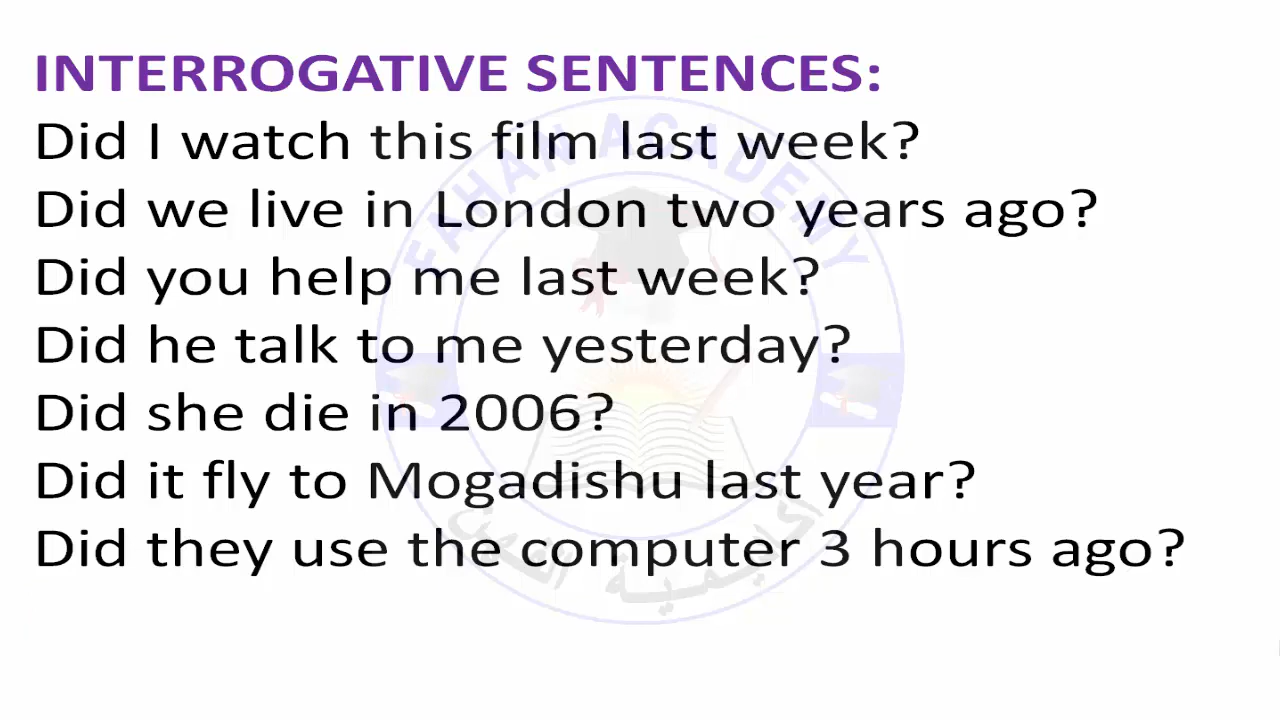 INTERROGATIVE SENTENCES:
Did I watch this film last week?
Did we live in London two years ago?
Did you help me last week?
Did he talk to me yesterday?
Did she die in 2006?
Did it fly to Mogadishu last year?
Did they use the computer 3 hours ago?
ACADEMY